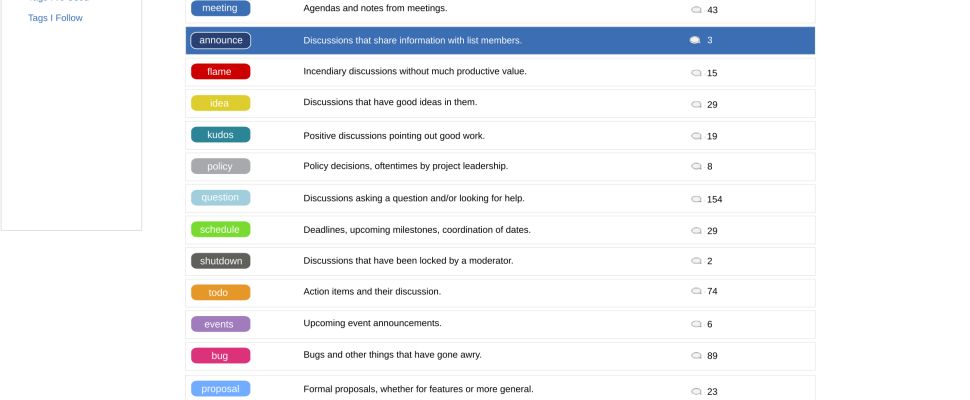 Tags I Follow
meeting Agendas and notes from meetings. 43
announce Discussions that share information with list members. 3
flame Incendiary discussions without much productive value. 15
idea Discussions that have good ideas in them. 29
kudos Positive discussions pointing out good work. 19
policy Policy decisions, oftentimes by project leadership. 8
question Discussions asking a question and/or looking for help. 154
schedule Deadlines, upcoming milestones, coordination of dates. 29
shutdown Discussions that have been locked by a moderator. 2
todo Action items and their discussion. 74
events Upcoming event announcements. 6
bug Bugs and other things that have gone awry. 89
proposal Formal proposals, whether for features or more general. 23